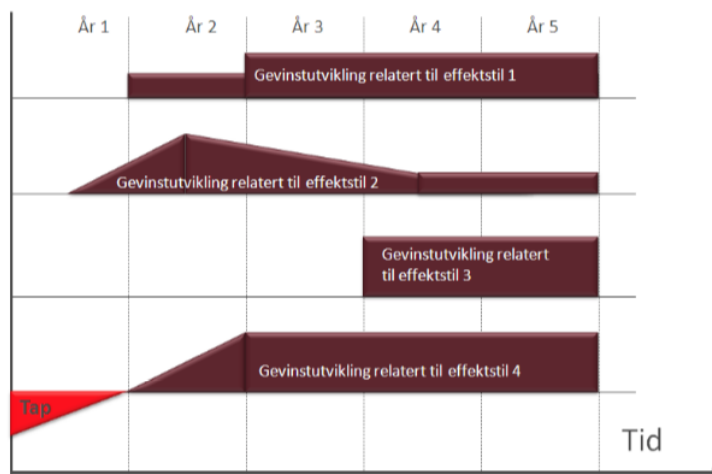 År 1
År 2
År 3
År 4
År 5
Gevinstutvikling relatert til effektstil 1
Gevinstutvikling relatert til effektstil 2
Gevinstutvikling relatert
til effektstil 3
Gevinstutvikling relatert til effektstil 4
Tap
Tid